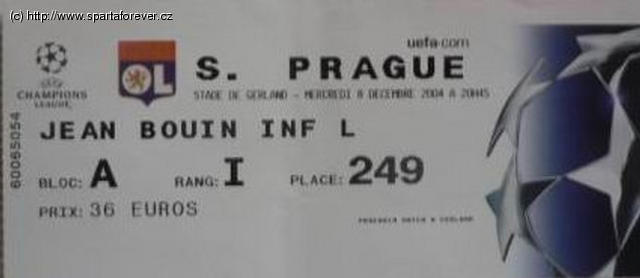 (c) http://www.spartaforever.cz
uefa.com
UEFA
CHAMPIONS
LEAGUE
OL
S. PRAGUE
STADE DE GERLAND - MERCREDI 8 DECEMBRE 2004 A 20H45
60065054
JEAN BOUIN INF L
BLOC: A RANG: I PLACE: 249
PRIX: 36 EUROS